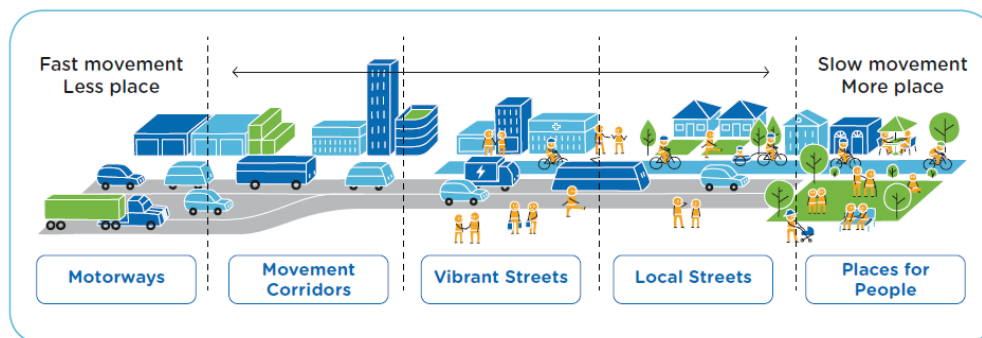 Fast movement
Less place
Slow movement
More place
Motorways
Movement
Corridors
Vibrant Streets
Local Streets
Places for
People